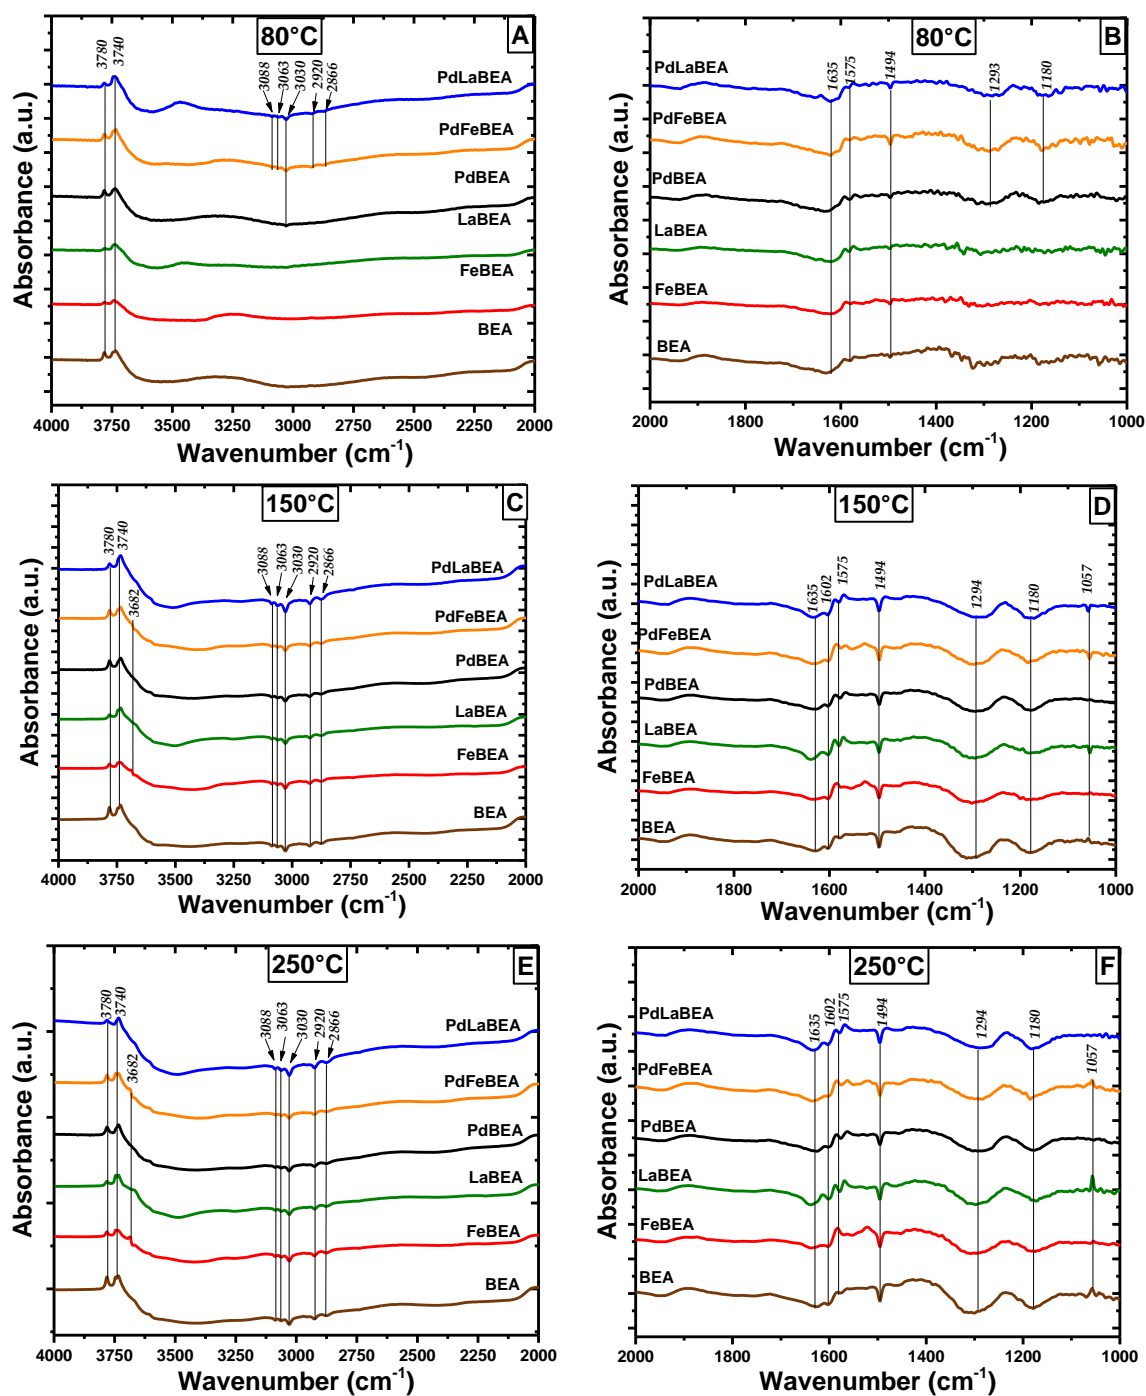 80°C
A
3780
3740
3088
3063
3030
2920
2866
PdLaBEA
PdFeBEA
PdBEA
LaBEA
FeBEA
BEA
Absorbance (a.u.)
4000 3750 3500 3250 3000 2750 2500 2250 2000
Wavenumber (cm-1)
80°C
B
1635
1575
1494
1293
1180
PdLaBEA
PdFeBEA
PdBEA
LaBEA
FeBEA
BEA
Absorbance (a.u.)
2000 1800 1600 1400 1200 1000
Wavenumber (cm-1)
150°C
C
3780
3740
3682
3088
3063
3030
2920
2866
PdLaBEA
PdFeBEA
PdBEA
LaBEA
FeBEA
BEA
Absorbance (a.u.)
4000 3750 3500 3250 3000 2750 2500 2250 2000
Wavenumber (cm-1)
150°C
D
1635
1602
1575
1494
1294
1180
1057
PdLaBEA
PdFeBEA
PdBEA
LaBEA
FeBEA
BEA
Absorbance (a.u.)
2000 1800 1600 1400 1200 1000
Wavenumber (cm-1)
250°C
E
3780
3740
3682
3088
3063
3030
2920
2866
PdLaBEA
PdFeBEA
PdBEA
LaBEA
FeBEA
BEA
Absorbance (a.u.)
4000 3750 3500 3250 3000 2750 2500 2250 2000
Wavenumber (cm-1)
250°C
F
1635
1602
1575
1494
1294
1180
1057
PdLaBEA
PdFeBEA
PdBEA
LaBEA
FeBEA
BEA
Absorbance (a.u.)
2000 1800 1600 1400 1200 1000
Wavenumber (cm-1)